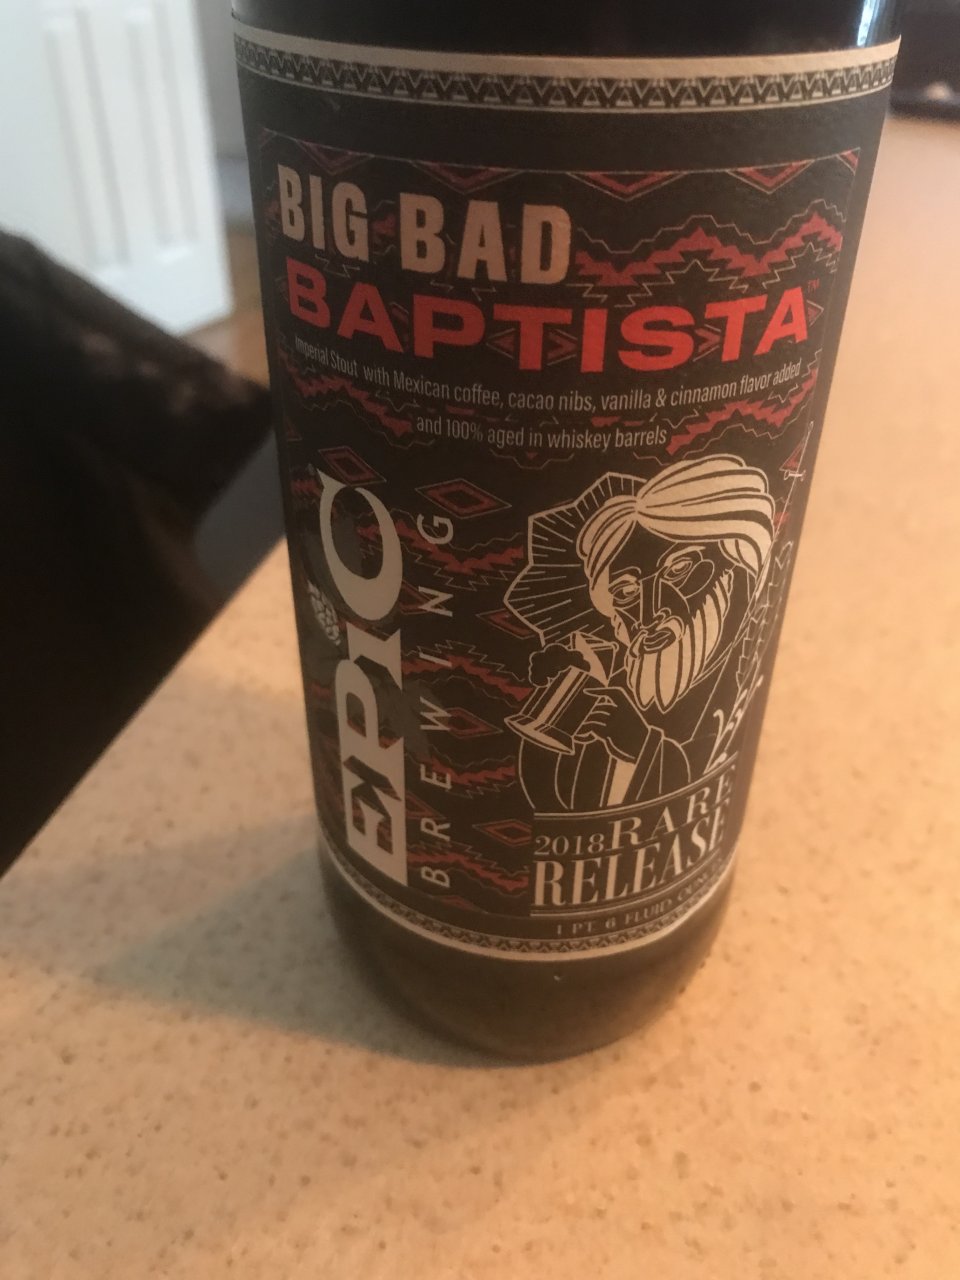 BIG BAD
BAPTISTA™
Imperial Stout with Mexican coffee, cacao nibs, vanilla & cinnamon flavor added
and 100% aged in whiskey barrels
EPIC
BREWING
2018 RARE
RELEASE
1 PT 6 FLUID OUNCES